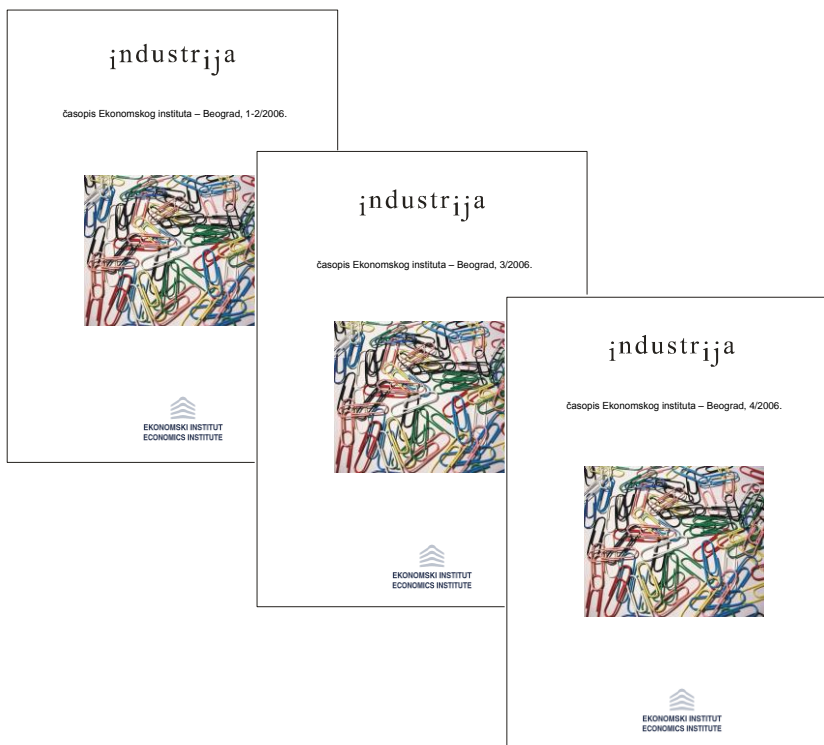 industrija
časopis Ekonomskog instituta – Beograd, 1-2/2006.
EKONOMSKI INSTITUT
ECONOMICS INSTITUTE
industrija
časopis Ekonomskog instituta – Beograd, 3/2006.
EKONOMSKI INSTITUT
ECONOMICS INSTITUTE
industrija
časopis Ekonomskog instituta – Beograd, 4/2006.
EKONOMSKI INSTITUT
ECONOMICS INSTITUTE